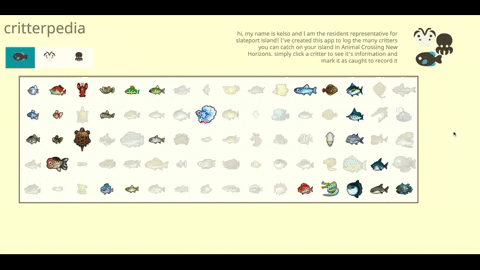 critterpedia
hi, my name is kelso and I am the resident representative for
slateport island! I've created this app to log the many critters
you can catch on your island in Animal Crossing New
Horizons. simply click a critter to see it's information and
mark it as caught to record it